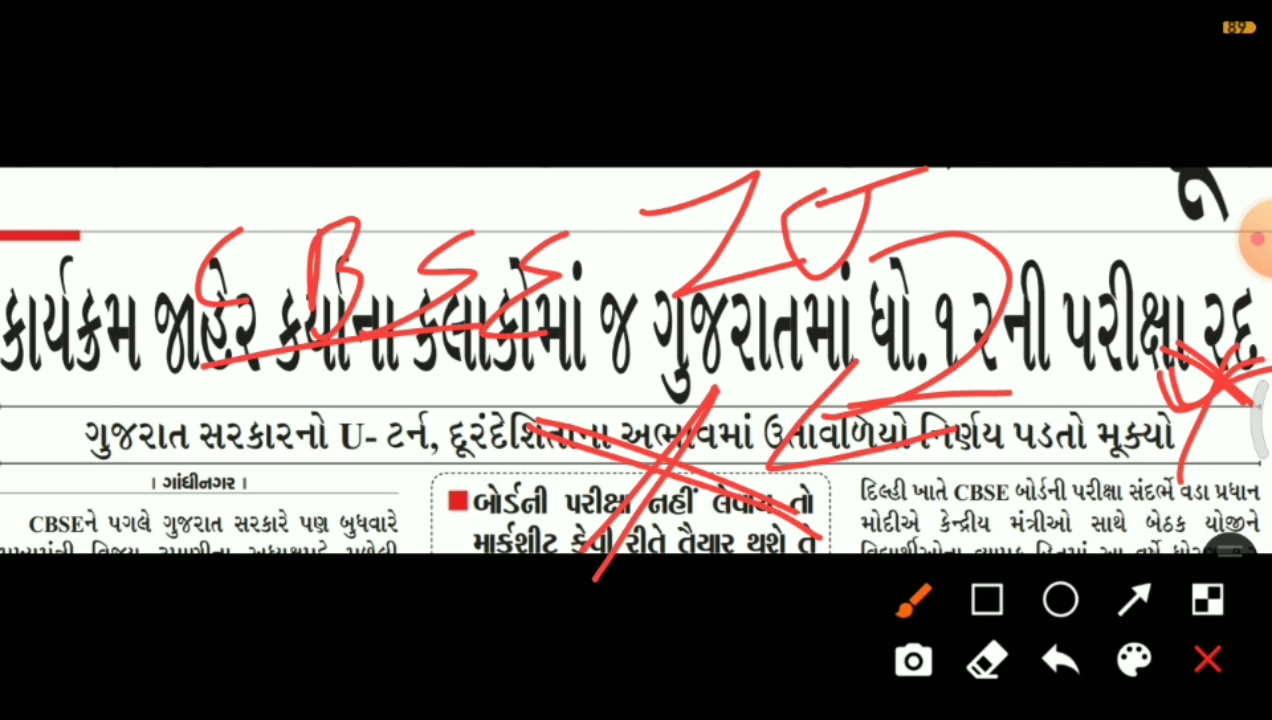 89
કાર્યક્રમ જાહેર કર્યાના કલાકોમાં જ ગુજરાતમાં ધો.૧૨ની પરીક્ષા રદ્દ
CBSE
ગુજરાત સરકારનો U- ટર્ન, દૂરંદેશિતાના અભાવમાં ઉતાવળિયો નિર્ણય પડતો મૂક્યો
। ગાંધીનગર ।
CBSEને પગલે ગુજરાત સરકારે પણ બુધવારે
બોર્ડની પરીક્ષા નહીં લેવાય તો
માર્કશીટ કેવી રીતે તૈયાર થશે તે
દિલ્હી ખાતે CBSE બોર્ડની પરીક્ષા સંદર્ભે વડા પ્રધાન
મોદીએ કેન્દ્રીય મંત્રીઓ સાથે બેઠક યોજીને